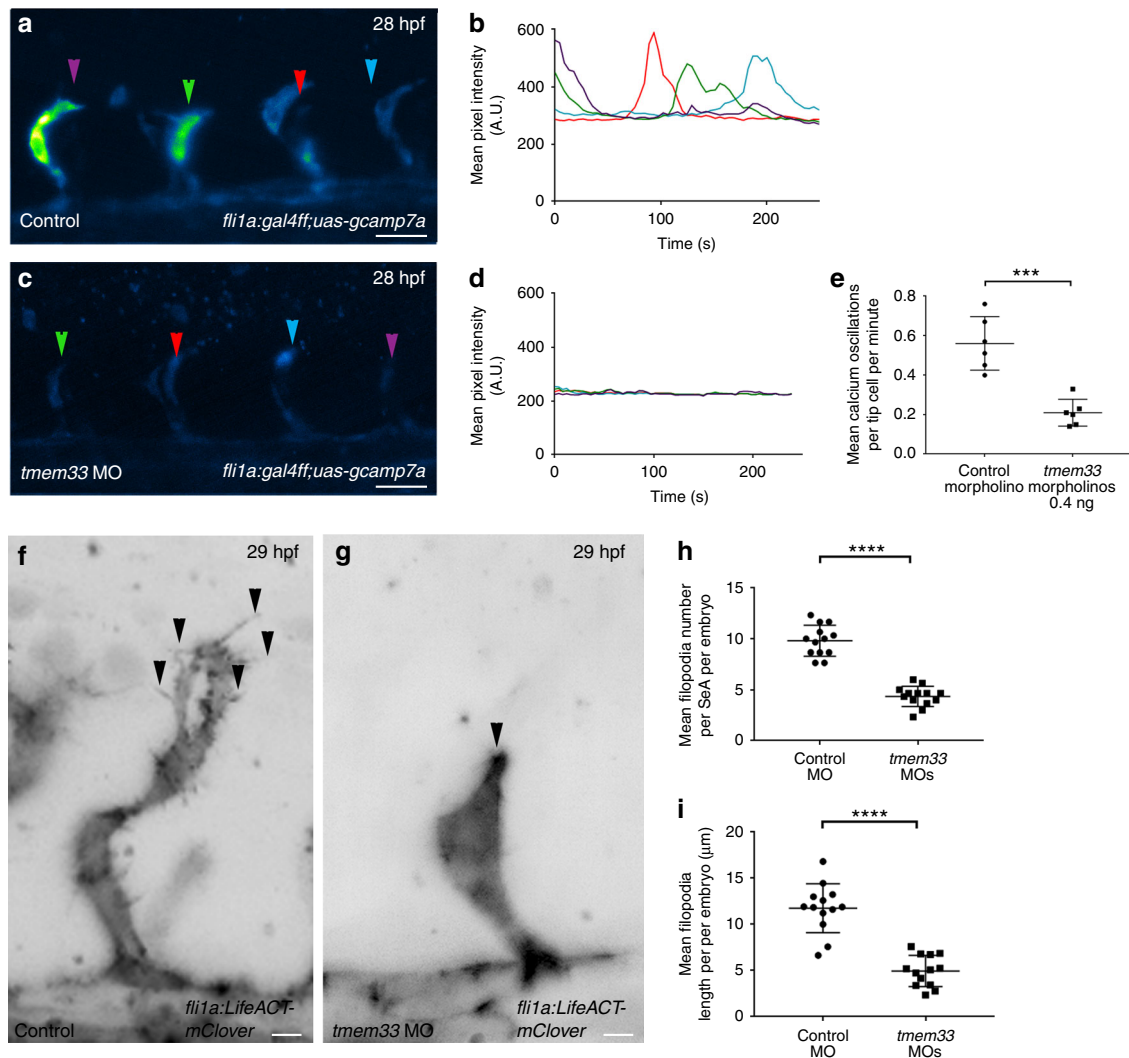 a
28 hpf
Control
fli1a:gal4ff;uas-gcamp7a
b
600
400
200
0
Mean pixel intensity
(A.U.)
0
100
200
Time (s)
c
28 hpf
tmem33 MO
fli1a:gal4ff;uas-gcamp7a
d
600
400
200
0
Mean pixel intensity
(A.U.)
0
100
200
Time (s)
e
***
0.8
0.6
0.4
0.2
0.0
Mean calcium oscillations
per tip cell per minute
Control
morpholino
tmem33
morpholinos
0.4 ng
f
29 hpf
Control
fli1a:LifeACT-
mClover
g
29 hpf
tmem33 MO
fli1a:LifeACT-
mClover
h
****
15
10
5
0
Mean filopodia number
per SeA per embryo
Control
MO
tmem33
MOs
i
****
20
15
10
5
0
Mean filopodia
length per per embryo (μm)
Control
MO
tmem33
MOs